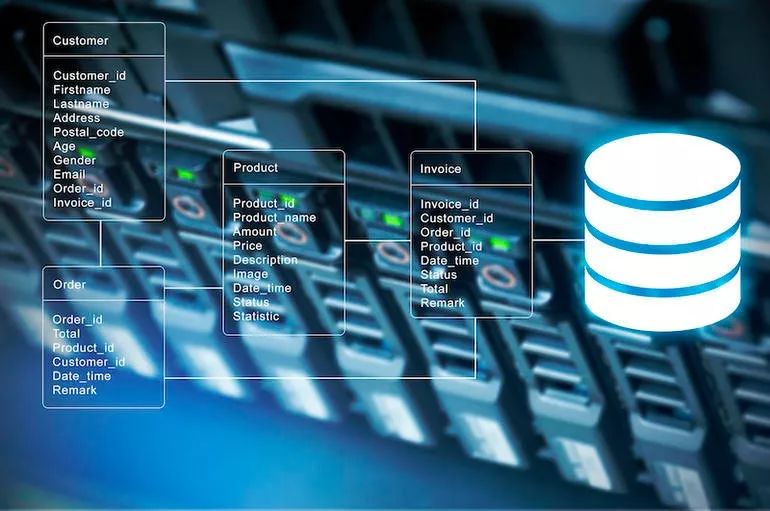 Customer
Customer_id
Firstname
Lastname
Address
Postal_code
Age
Gender
Email
Order_id
Invoice_id
Product
Product_id
Product_name
Amount
Price
Description
Image
Date_time
Status
Statistic
Invoice
Invoice_id
Customer_id
Order_id
Product_id
Date_time
Status
Total
Remark
Order
Order_id
Total
Product_id
Customer_id
Date_time
Remark